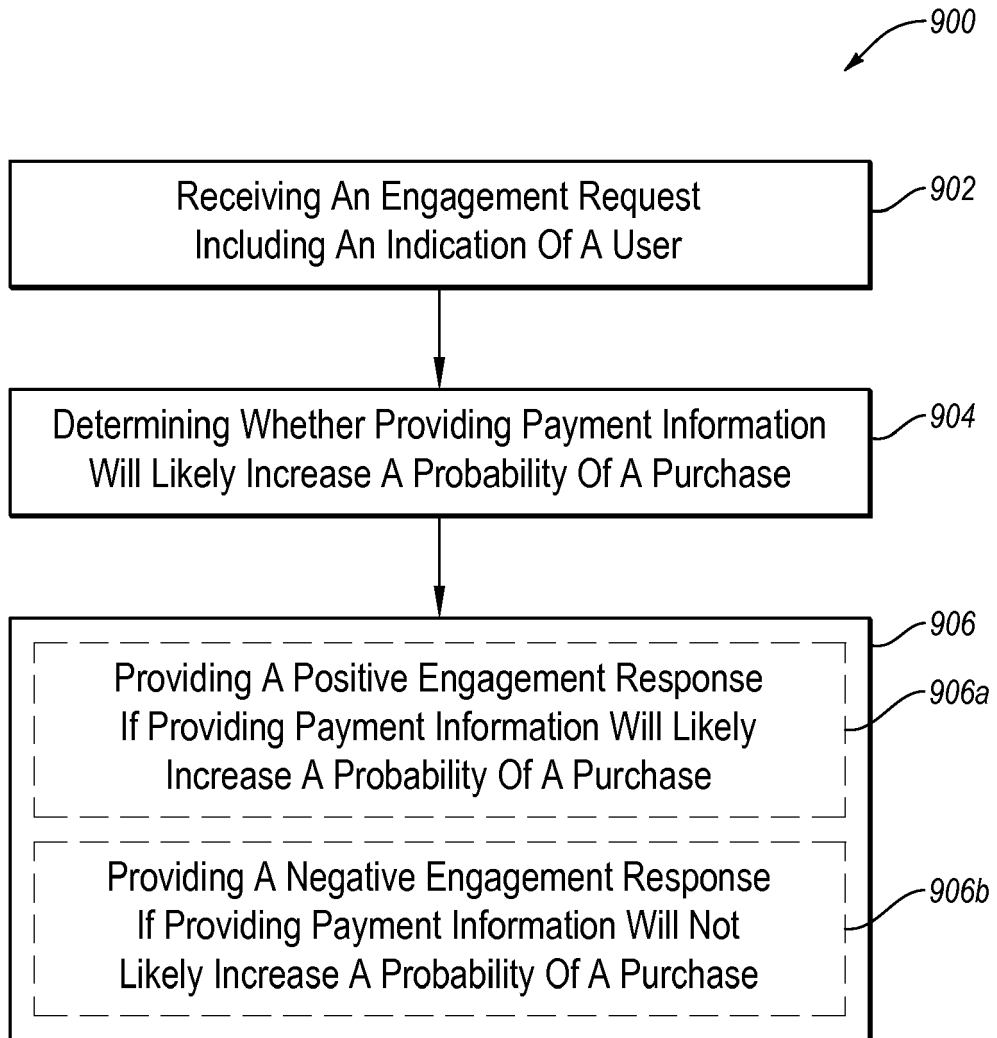 900
Receiving An Engagement Request
Including An Indication Of A User
902
Determining Whether Providing Payment Information
Will Likely Increase A Probability Of A Purchase
904
906
Providing A Positive Engagement Response
If Providing Payment Information Will Likely
Increase A Probability Of A Purchase
906a
Providing A Negative Engagement Response
If Providing Payment Information Will Not
Likely Increase A Probability Of A Purchase
906b